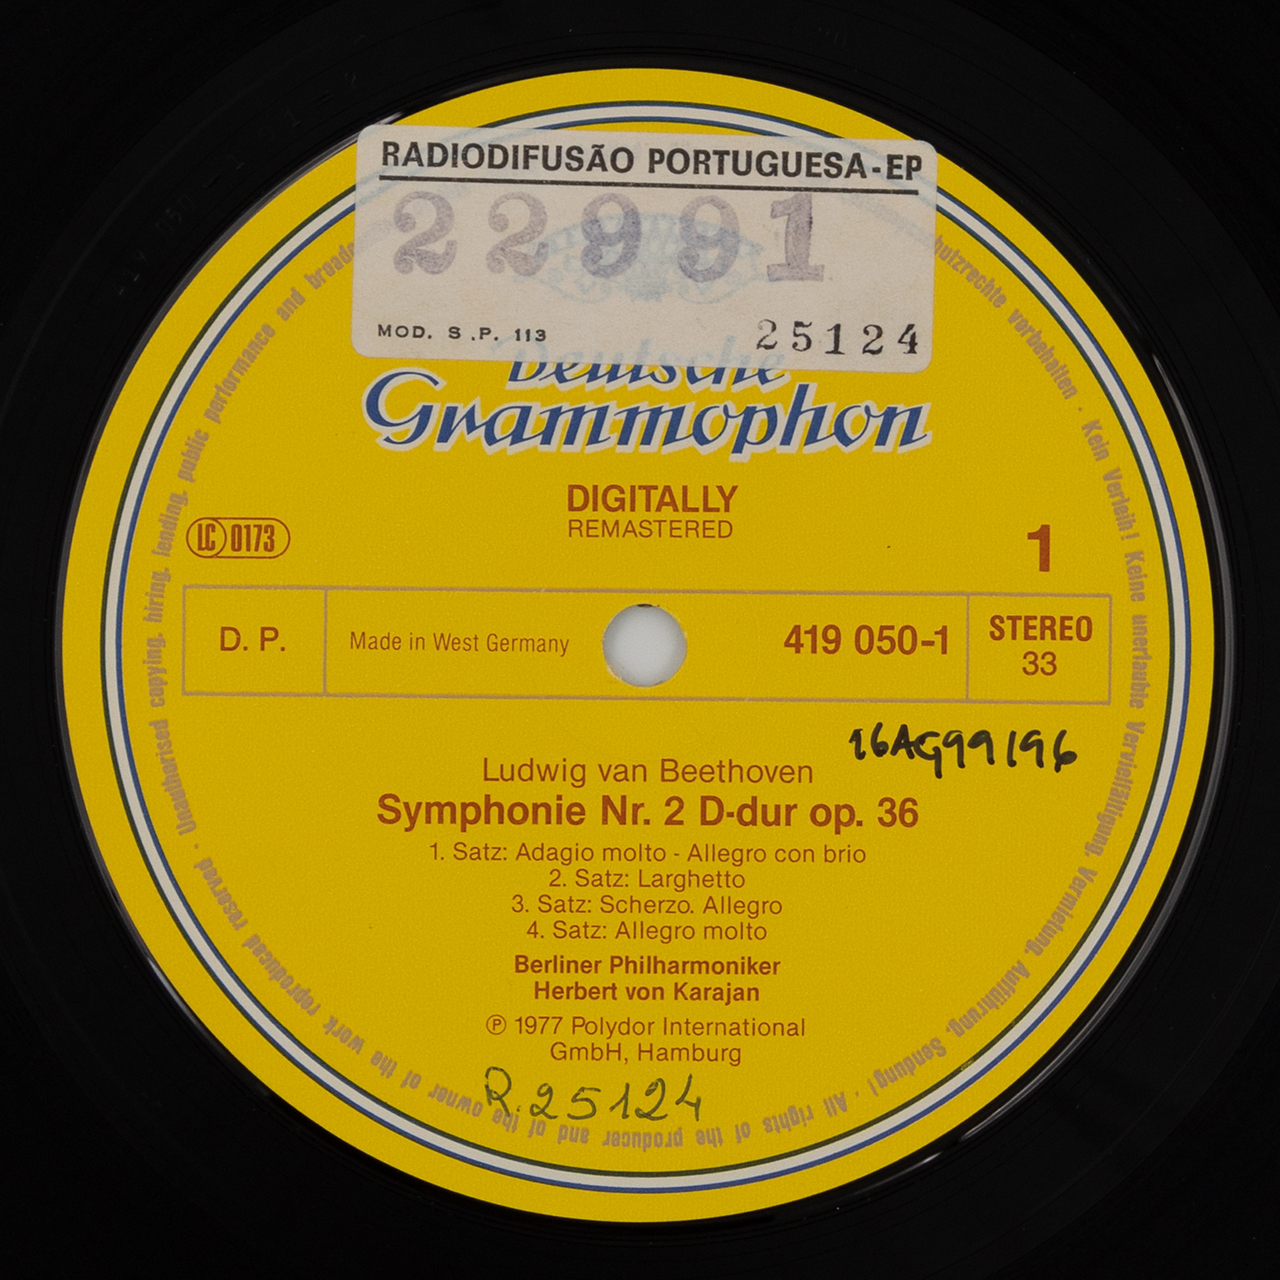 RADIODIFUSÃO PORTUGUESA-EP
22991
MOD. S.P. 113
25124
Deutsche
Grammophon
DIGITALLY
REMASTERED
LC 0173
1
D. P.
Made in West Germany
419 050-1
STEREO
33
16AG99196
Ludwig van Beethoven
Symphonie Nr. 2 D-dur op. 36
1. Satz: Adagio molto - Allegro con brio
2. Satz: Larghetto
3. Satz: Scherzo. Allegro
4. Satz: Allegro molto
Berliner Philharmoniker
Herbert von Karajan
℗ 1977 Polydor International
GmbH, Hamburg
R.25124
hutzrechte vorbehalten · Kein Verleih! Keine unerlaubte Vervielfältigung, Vermietung, Aufführung, Sendung! · All rights of the producer and of the owner of the work reproduced reserved · Unauthorised copying, hiring, lending, public performance and broadc